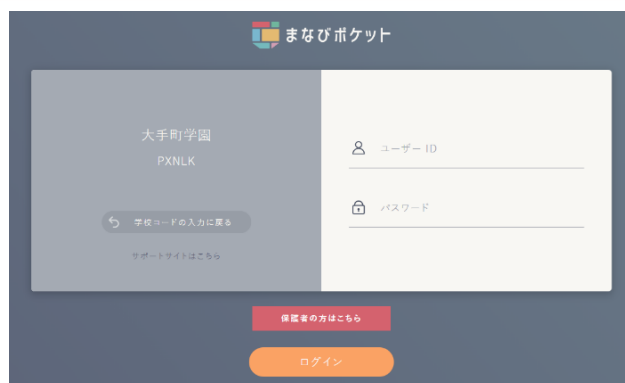 まなびポケット
大手町学園
PXNLK
学校コードの入力に戻る
サポートサイトはこちら
ユーザー ID
パスワード
保護者の方はこちら
ログイン